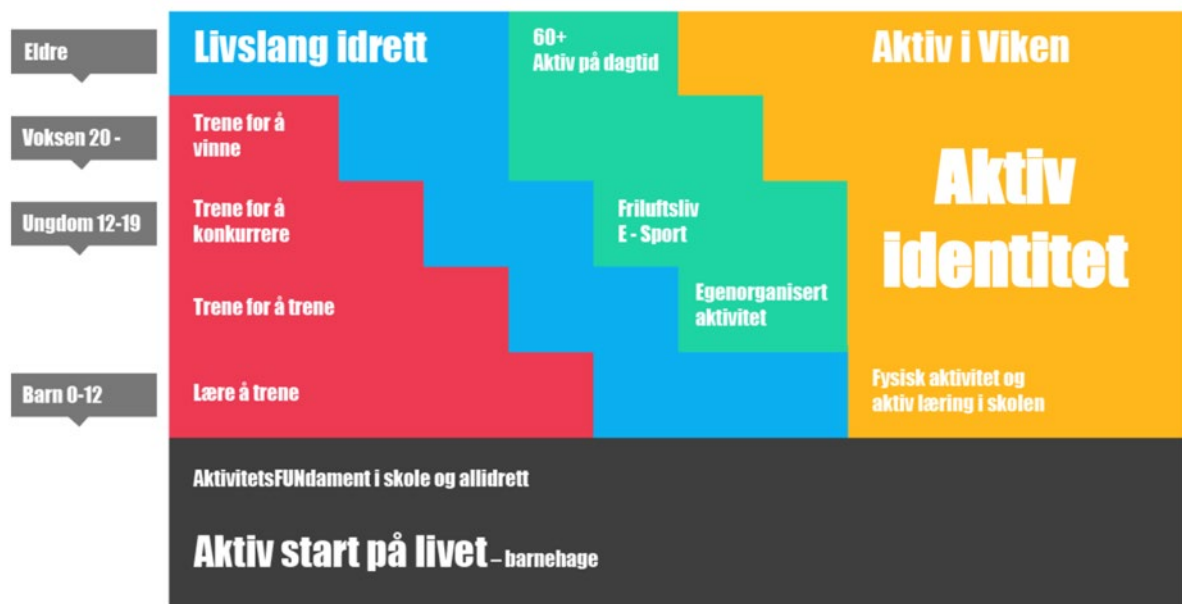 Eldre
Livslang idrett
60+
Aktiv på dagtid
Aktiv i Viken
Voksen 20 -
Trene for å
vinne
Aktiv
identitet
Ungdom 12-19
Trene for å
konkurrere
Friluftsliv
E - Sport
Trene for å trene
Egenorganisert
aktivitet
Barn 0-12
Lære å trene
Fysisk aktivitet og
aktiv læring i skolen
AktivitetsFUNdament i skole og allidrett
Aktiv start på livet – barnehage